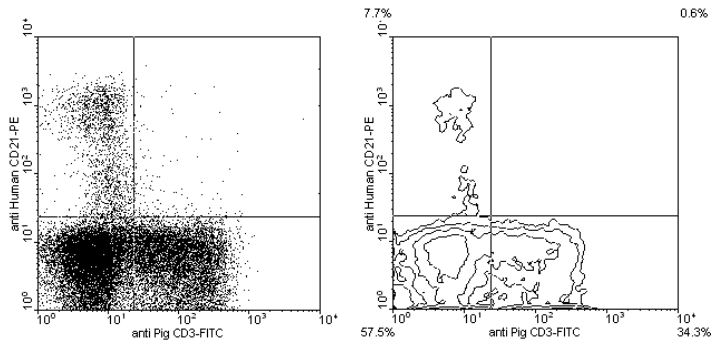 7.7%
0.6%
10⁴
10³
10²
10¹
10⁰
anti Human CD21-PE
10⁰ 10¹ 10² 10³ 10⁴
anti Pig CD3-FITC
10³
10²
10¹
10⁰
anti Human CD21-PE
10⁰ 10¹ 10² 10³ 10⁴
anti Pig CD3-FITC
57.5%
34.3%